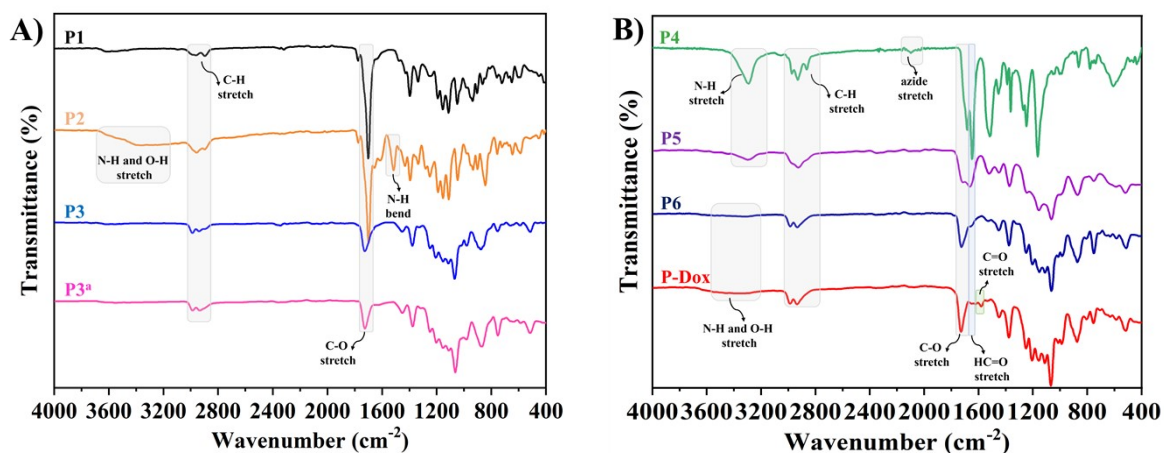 A)
P1
C-H
stretch
P2
N-H and O-H
stretch
N-H
bend
P3
P3ᵃ
C-O
stretch
Transmittance (%)
4000 3600 3200 2800 2400 2000 1600 1200 800 400
Wavenumber (cm⁻²)
B)
P4
N-H
stretch
C-H
stretch
azide
stretch
P5
P6
C=O
stretch
P-Dox
N-H and O-H
stretch
C-O
stretch
HC=O
stretch
Transmittance (%)
4000 3600 3200 2800 2400 2000 1600 1200 800 400
Wavenumber (cm⁻²)